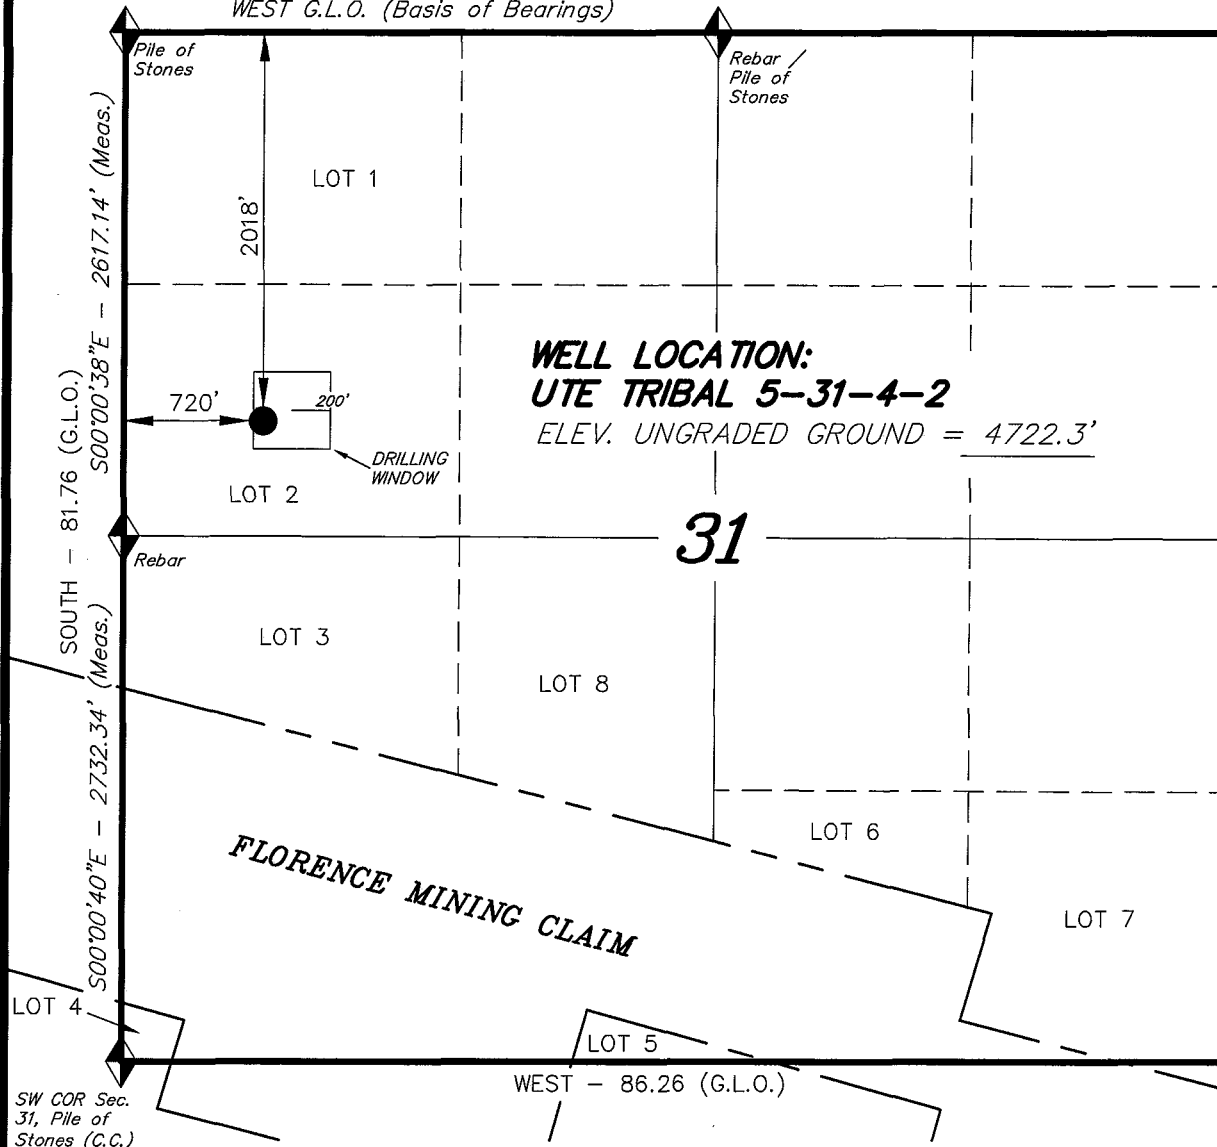 WEST G.L.O. (Basis of Bearings)
Pile of
Stones
Rebar /
Pile of
Stones
LOT 1
2018'
S00°00'38"E - 2617.14' (Meas.)
WELL LOCATION:
UTE TRIBAL 5-31-4-2
ELEV. UNGRADED GROUND = 4722.3'
720'
200'
DRILLING
WINDOW
LOT 2
SOUTH - 81.76 (G.L.O.)
31
Rebar
LOT 3
LOT 8
S00°00'40"E - 2732.34' (Meas.)
LOT 6
FLORENCE MINING CLAIM
LOT 7
LOT 4
LOT 5
WEST - 86.26 (G.L.O.)
SW COR Sec.
31, Pile of
Stones (C.C.)